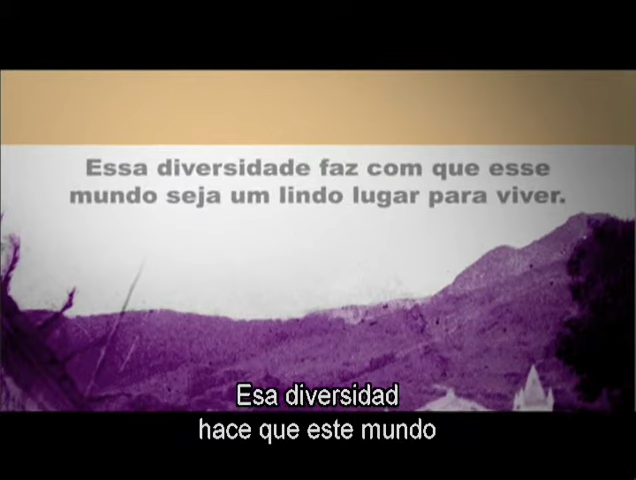 Essa diversidade faz com que esse
mundo seja um lindo lugar para viver.
Esa diversidad
hace que este mundo